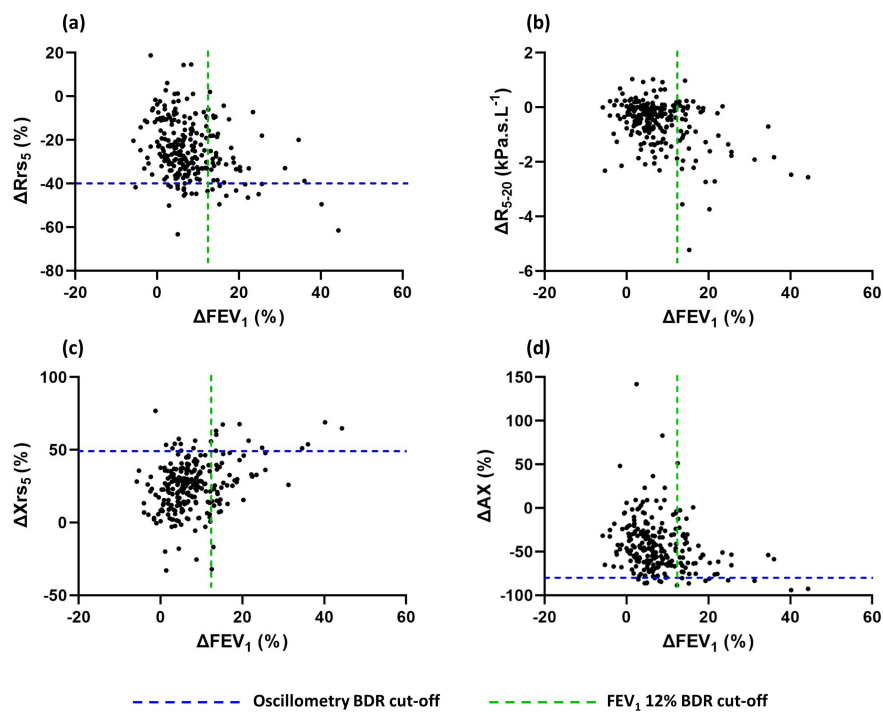 (a)
20
0
-20
-40
-60
-80
ΔRrs5 (%)
-20 0 20 40 60
ΔFEV1 (%)
(b)
2
0
-2
-4
-6
ΔR5-20 (kPa.s.L-1)
-20 0 20 40 60
ΔFEV1 (%)
(c)
100
50
0
-50
ΔXrs5 (%)
-20 0 20 40 60
ΔFEV1 (%)
(d)
150
100
50
0
-50
-100
ΔAX (%)
-20 0 20 40 60
ΔFEV1 (%)
Oscillometry BDR cut-off
FEV1 12% BDR cut-off